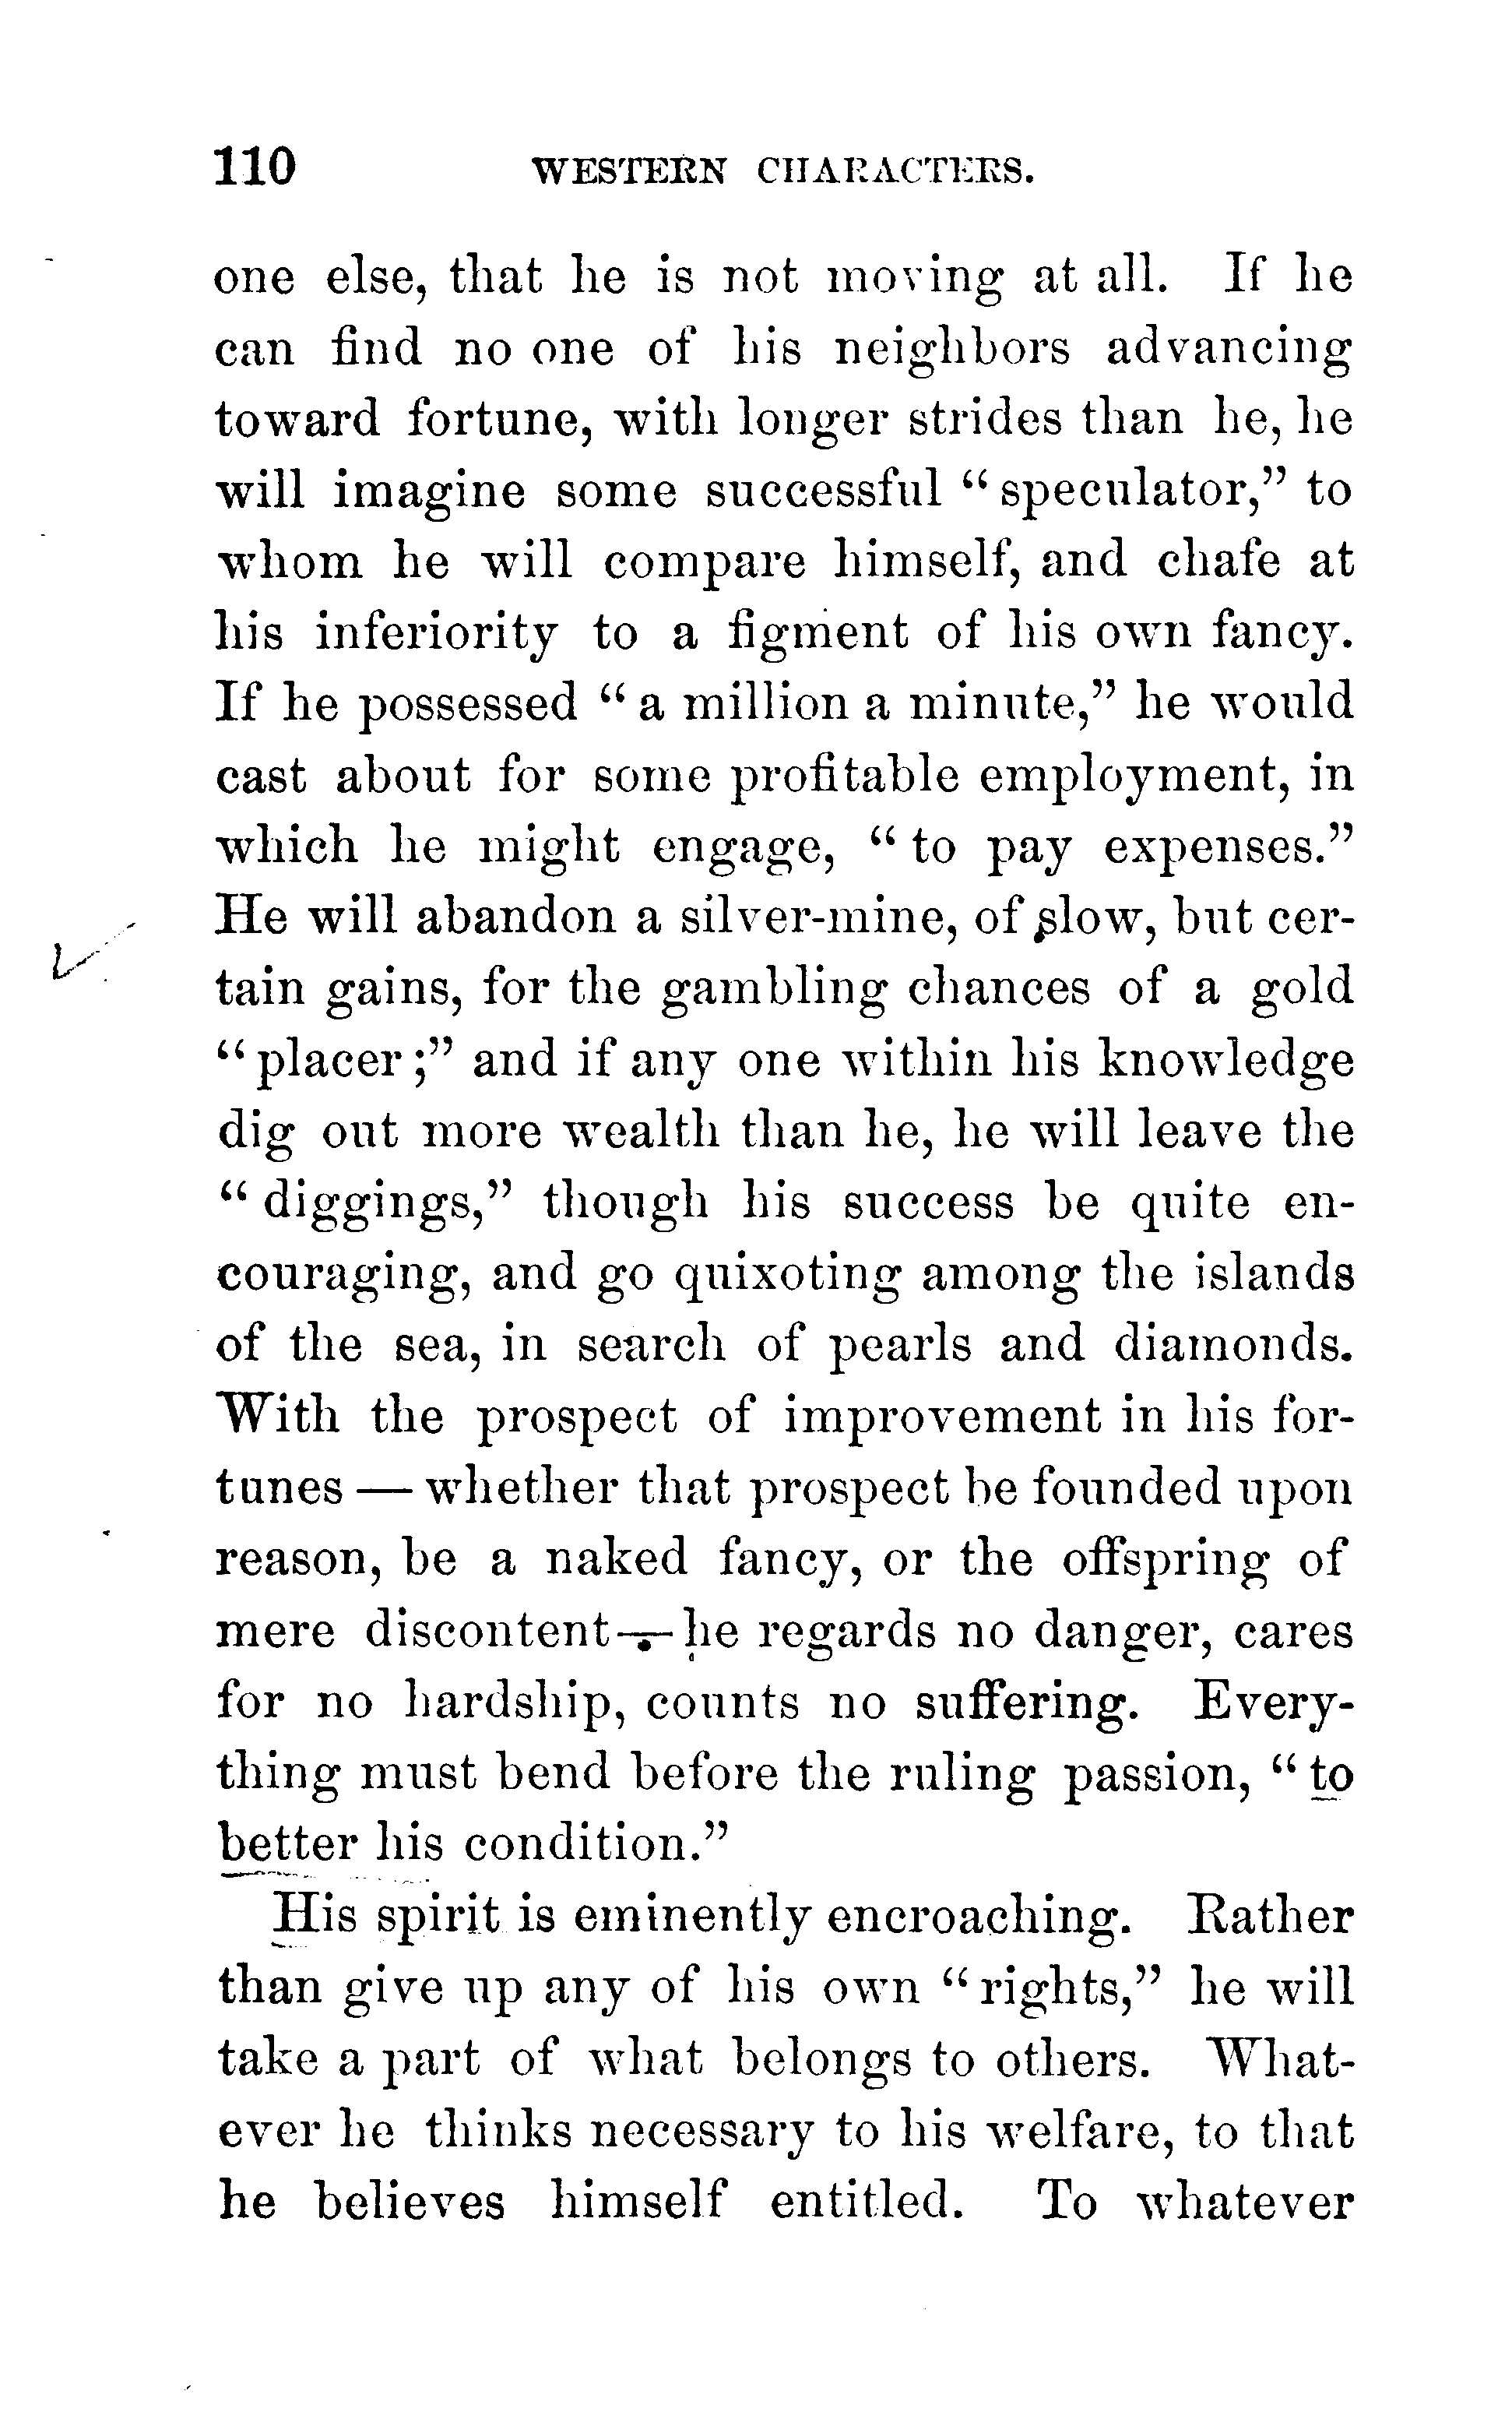 110 WESTERN CHARACTERS.
one else, that he is not moving at all. If he
can find no one of his neighbors advancing
toward fortune, with longer strides than he, he
will imagine some successful “speculator,” to
whom he will compare himself, and chafe at
his inferiority to a figment of his own fancy.
If he possessed “a million a minute,” he would
cast about for some profitable employment, in
which he might engage, “to pay expenses.”
He will abandon a silver-mine, of slow, but cer-
tain gains, for the gambling chances of a gold
“placer;” and if any one within his knowledge
dig out more wealth than he, he will leave the
“diggings,” though his success be quite en-
couraging, and go quixoting among the islands
of the sea, in search of pearls and diamonds.
With the prospect of improvement in his for-
tunes — whether that prospect be founded upon
reason, be a naked fancy, or the offspring of
mere discontent — he regards no danger, cares
for no hardship, counts no suffering. Every-
thing must bend before the ruling passion, “to
better his condition.”
His spirit is eminently encroaching. Rather
than give up any of his own “rights,” he will
take a part of what belongs to others. What-
ever he thinks necessary to his welfare, to that
he believes himself entitled. To whatever